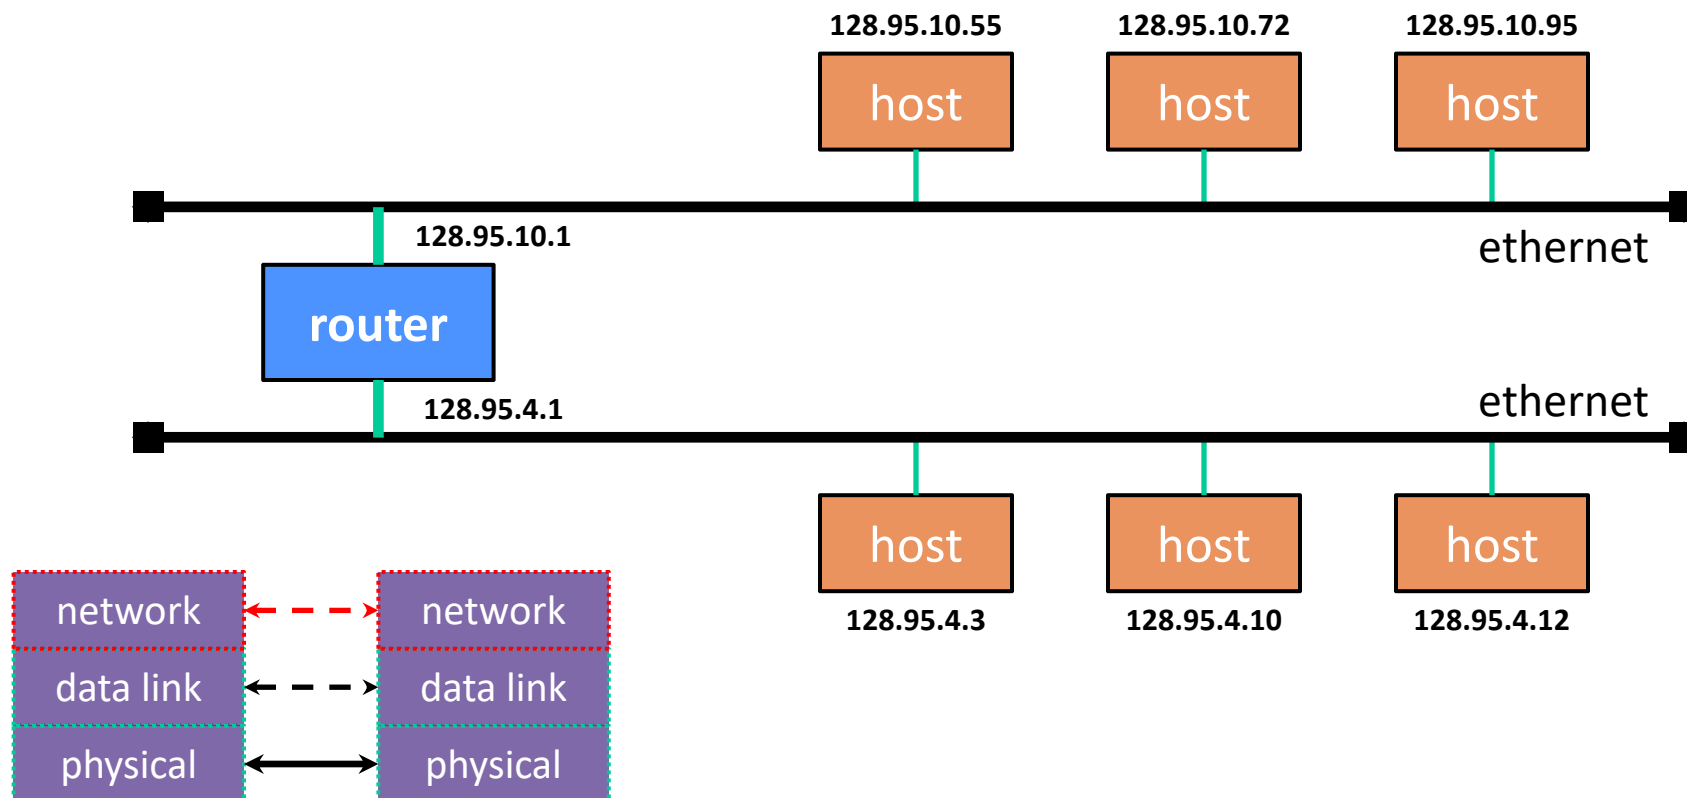 128.95.10.55 128.95.10.72 128.95.10.95
host host host
128.95.10.1
ethernet
router
128.95.4.1
ethernet
host host host
128.95.4.3 128.95.4.10 128.95.4.12
network network
data link data link
physical physical